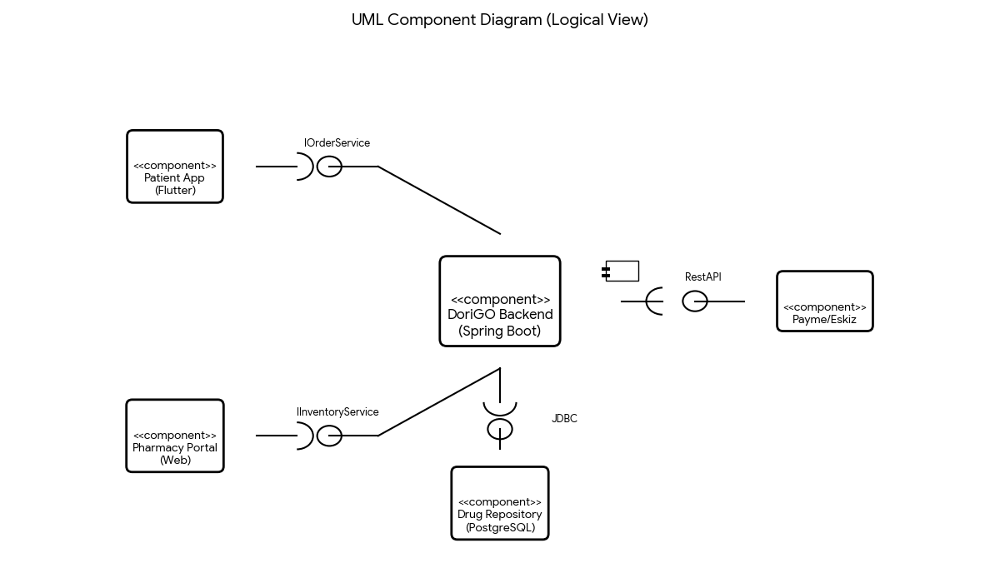 UML Component Diagram (Logical View)
IOrderService
<<component>>
Patient App
(Flutter)
RestAPI
<<component>>
DoriGO Backend
(Spring Boot)
<<component>>
Payme/Eskiz
IInventoryService
JDBC
<<component>>
Pharmacy Portal
(Web)
<<component>>
Drug Repository
(PostgreSQL)